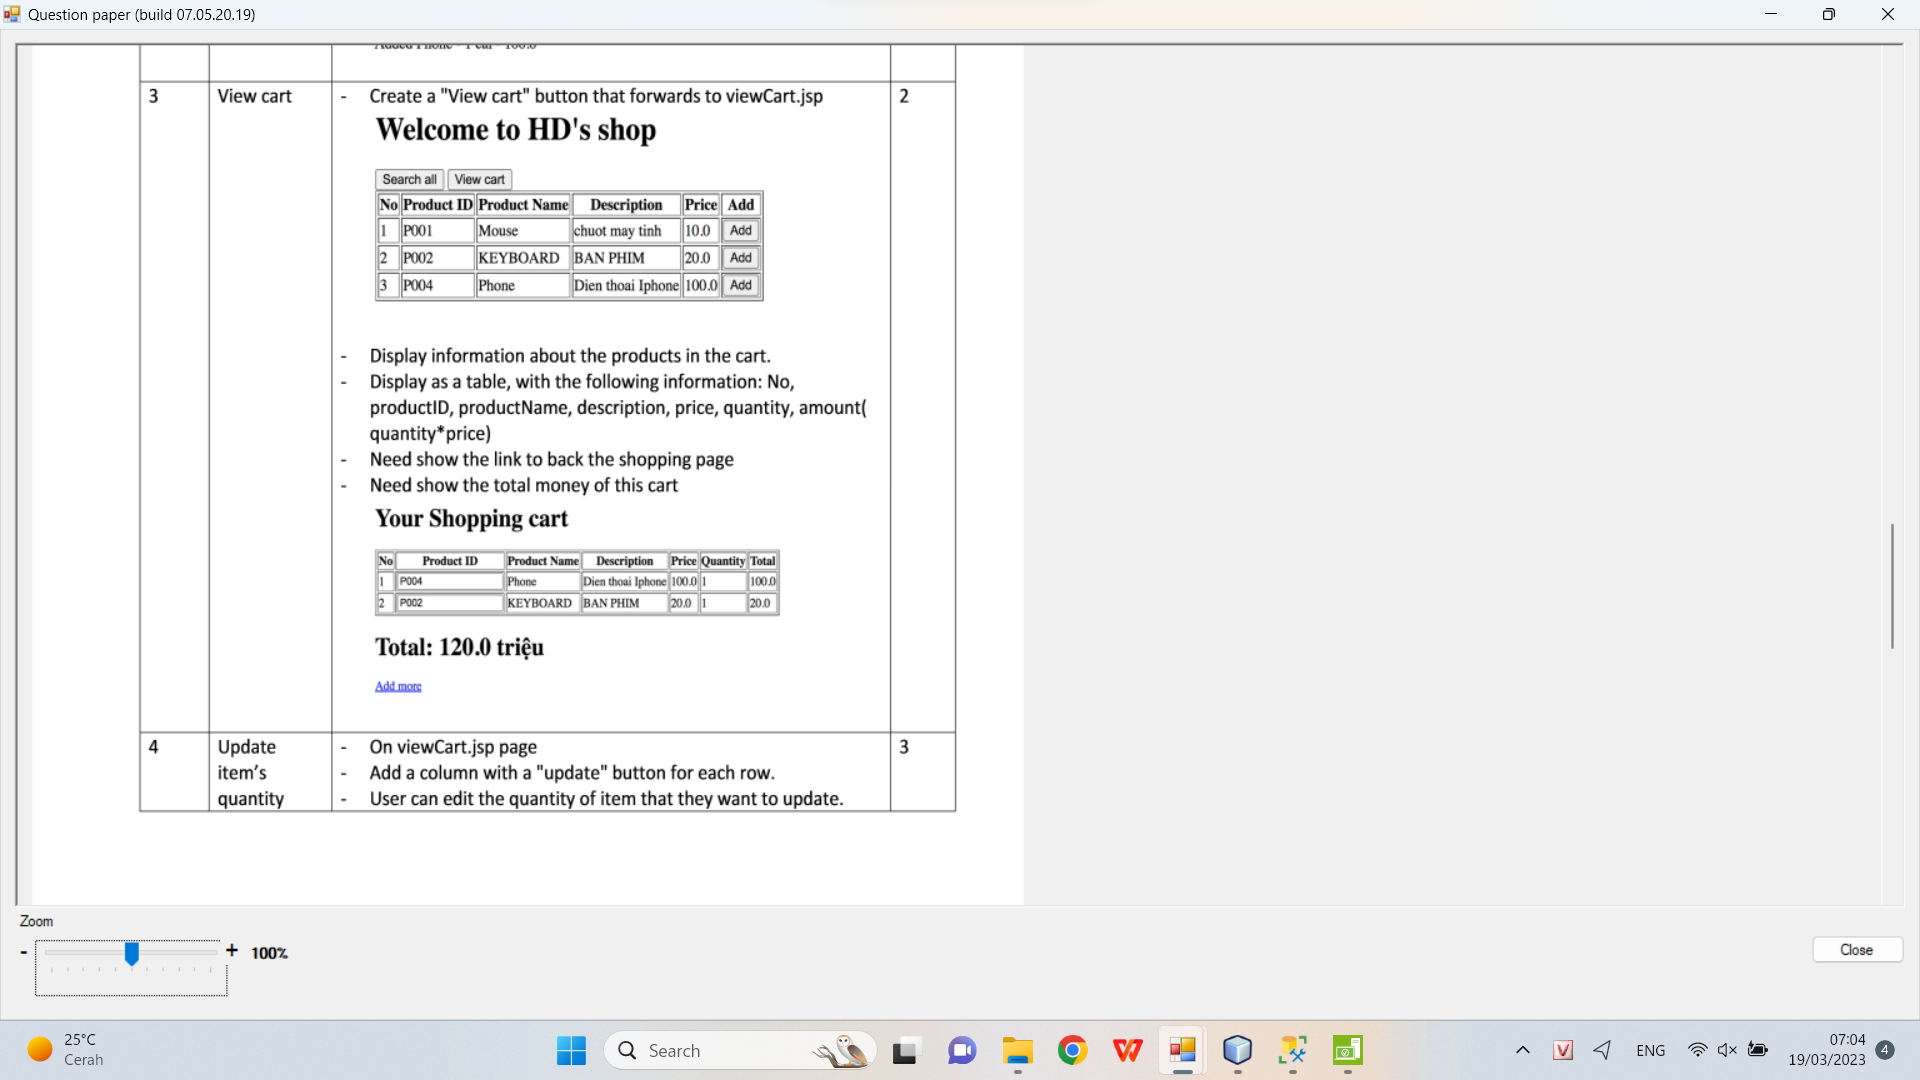 Question paper (build 07.05.20.19)
Added Phone - 1 cai - 100.0
3 View cart - Create a "View cart" button that forwards to viewCart.jsp 2
Welcome to HD's shop
Search all View cart
No Product ID Product Name Description Price Add
1 P001 Mouse chuot may tinh 10.0 Add
2 P002 KEYBOARD BAN PHIM 20.0 Add
3 P004 Phone Dien thoai Iphone 100.0 Add
- Display information about the products in the cart.
- Display as a table, with the following information: No,
productID, productName, description, price, quantity, amount(
quantity*price)
- Need show the link to back the shopping page
- Need show the total money of this cart
Your Shopping cart
No Product ID Product Name Description Price Quantity Total
1 P004 Phone Dien thoai Iphone 100.0 1 100.0
2 P002 KEYBOARD BAN PHIM 20.0 1 20.0
Total: 120.0 triệu
Add more
4 Update - On viewCart.jsp page 3
item's - Add a column with a "update" button for each row.
quantity - User can edit the quantity of item that they want to update.
Zoom
- + 100%
Close
25°C
Cerah
Search
ENG
07:04
19/03/2023
4